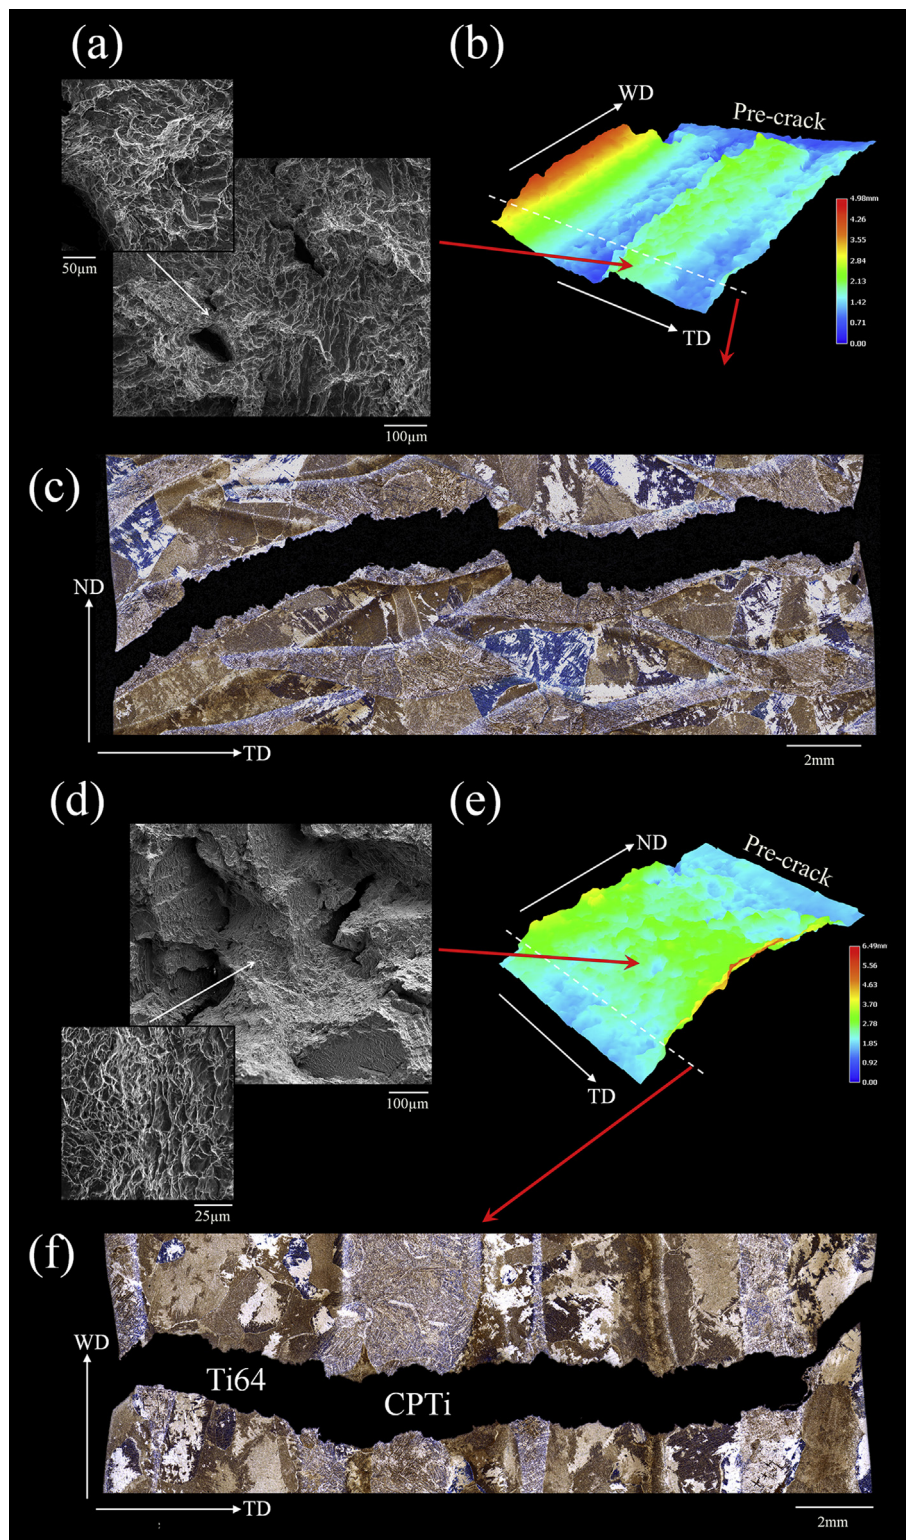 (a)
50µm
100µm
(b)
WD
Pre-crack
TD
4.98mm
4.26
3.55
2.84
2.13
1.42
0.71
0.00
(c)
ND
TD
2mm
(d)
100µm
25µm
(e)
ND
Pre-crack
TD
6.49mm
5.56
4.63
3.70
2.78
1.85
0.92
0.00
(f)
WD
Ti64
CPTi
TD
2mm